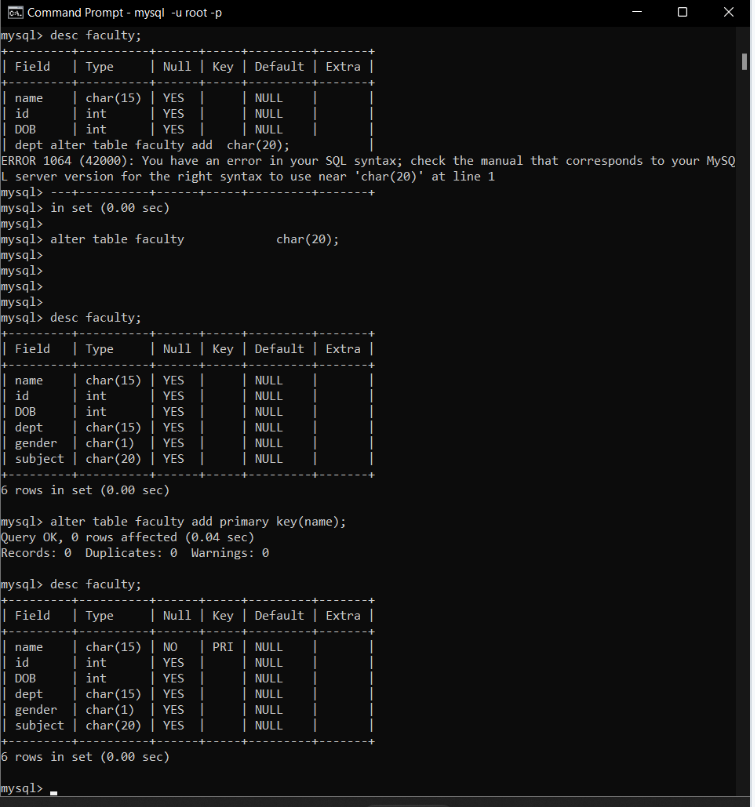 Command Prompt - mysql -u root -p
mysql> desc faculty;
+---------+----------+------+-----+---------+-------+
| Field   | Type     | Null | Key | Default | Extra |
+---------+----------+------+-----+---------+-------+
| name    | char(15) | YES  |     | NULL    |       |
| id      | int      | YES  |     | NULL    |       |
| DOB     | int      | YES  |     | NULL    |       |
| dept alter table faculty add  char(20);           |
ERROR 1064 (42000): You have an error in your SQL syntax; check the manual that corresponds to your MySQ
L server version for the right syntax to use near 'char(20)' at line 1
mysql> ---+----------+------+-----+---------+-------+
mysql> in set (0.00 sec)
mysql>
mysql> alter table faculty            char(20);
mysql>
mysql>
mysql>
mysql>
mysql> desc faculty;
+---------+----------+------+-----+---------+-------+
| Field   | Type     | Null | Key | Default | Extra |
+---------+----------+------+-----+---------+-------+
| name    | char(15) | YES  |     | NULL    |       |
| id      | int      | YES  |     | NULL    |       |
| DOB     | int      | YES  |     | NULL    |       |
| dept    | char(15) | YES  |     | NULL    |       |
| gender  | char(1)  | YES  |     | NULL    |       |
| subject | char(20) | YES  |     | NULL    |       |
+---------+----------+------+-----+---------+-------+
6 rows in set (0.00 sec)
mysql> alter table faculty add primary key(name);
Query OK, 0 rows affected (0.04 sec)
Records: 0  Duplicates: 0  Warnings: 0
mysql> desc faculty;
+---------+----------+------+-----+---------+-------+
| Field   | Type     | Null | Key | Default | Extra |
+---------+----------+------+-----+---------+-------+
| name    | char(15) | NO   | PRI | NULL    |       |
| id      | int      | YES  |     | NULL    |       |
| DOB     | int      | YES  |     | NULL    |       |
| dept    | char(15) | YES  |     | NULL    |       |
| gender  | char(1)  | YES  |     | NULL    |       |
| subject | char(20) | YES  |     | NULL    |       |
+---------+----------+------+-----+---------+-------+
6 rows in set (0.00 sec)
mysql>